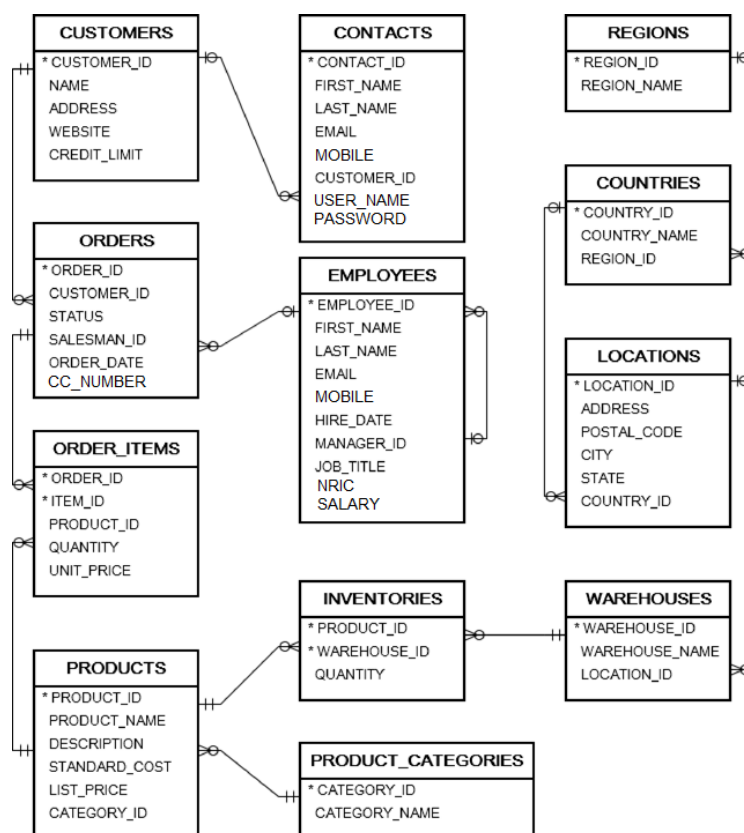 CUSTOMERS
* CUSTOMER_ID
NAME
ADDRESS
WEBSITE
CREDIT_LIMIT
CONTACTS
* CONTACT_ID
FIRST_NAME
LAST_NAME
EMAIL
MOBILE
CUSTOMER_ID
USER_NAME
PASSWORD
REGIONS
* REGION_ID
REGION_NAME
COUNTRIES
* COUNTRY_ID
COUNTRY_NAME
REGION_ID
ORDERS
* ORDER_ID
CUSTOMER_ID
STATUS
SALESMAN_ID
ORDER_DATE
CC_NUMBER
EMPLOYEES
* EMPLOYEE_ID
FIRST_NAME
LAST_NAME
EMAIL
MOBILE
HIRE_DATE
MANAGER_ID
JOB_TITLE
NRIC
SALARY
LOCATIONS
* LOCATION_ID
ADDRESS
POSTAL_CODE
CITY
STATE
COUNTRY_ID
ORDER_ITEMS
* ORDER_ID
* ITEM_ID
PRODUCT_ID
QUANTITY
UNIT_PRICE
INVENTORIES
* PRODUCT_ID
* WAREHOUSE_ID
QUANTITY
WAREHOUSES
* WAREHOUSE_ID
WAREHOUSE_NAME
LOCATION_ID
PRODUCTS
* PRODUCT_ID
PRODUCT_NAME
DESCRIPTION
STANDARD_COST
LIST_PRICE
CATEGORY_ID
PRODUCT_CATEGORIES
* CATEGORY_ID
CATEGORY_NAME